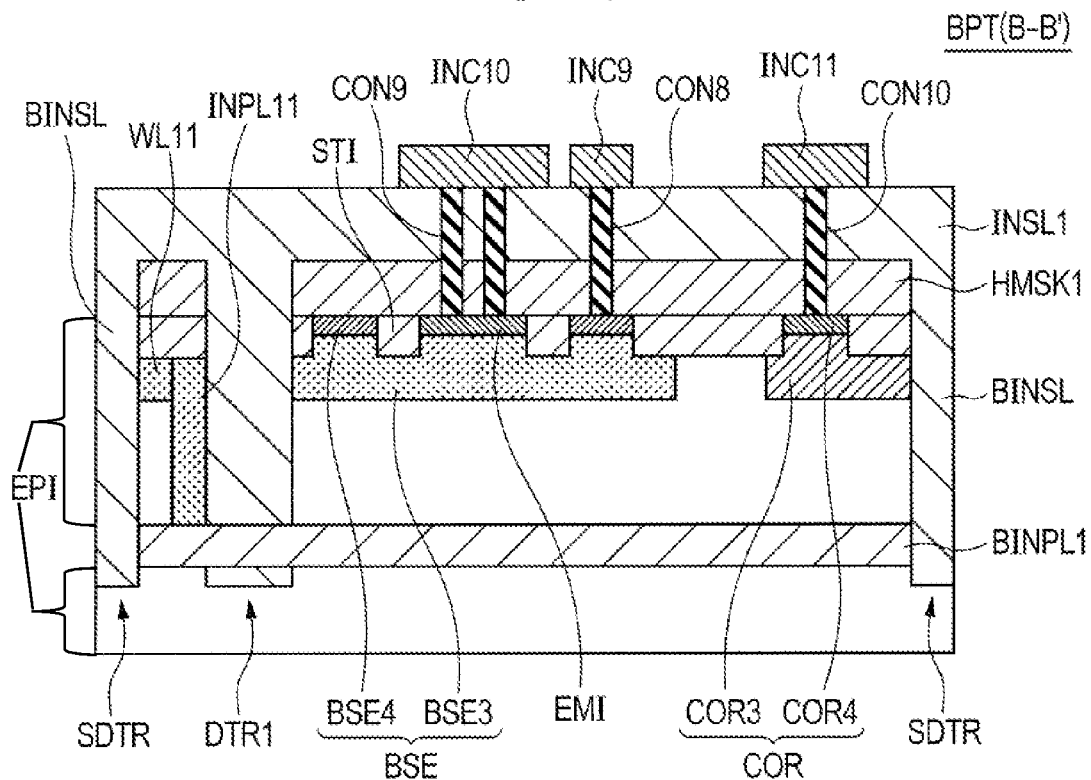 BPT(B-B')
INC10
INC9
INC11
CON9
CON8
CON10
BINSL
INPL11
WL11
STI
INSL1
HMSK1
BINSL
EPI
BINPL1
BSE4
BSE3
EMI
COR3
COR4
SDTR
DTR1
BSE
COR
SDTR